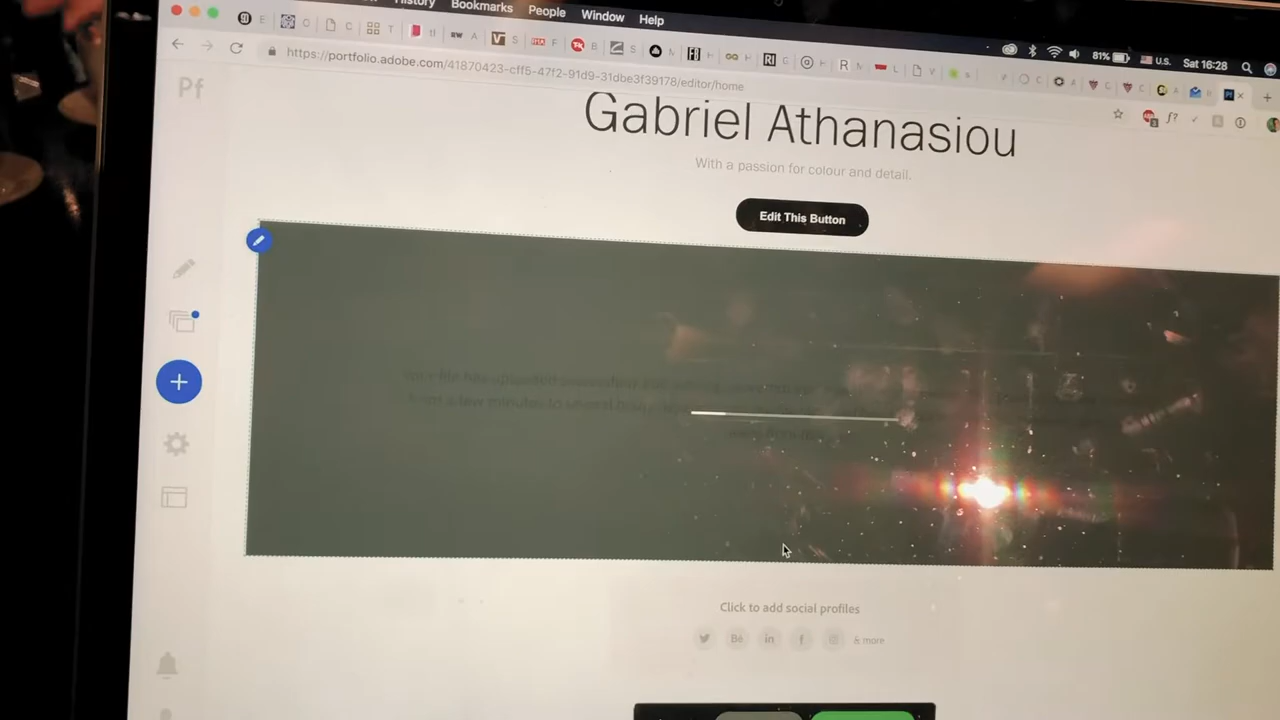 History Bookmarks People Window Help
81% U.S. Sat 16:28
https://portfolio.adobe.com/41870423-cff5-47f2-91d9-31dbe3f39178/editor/home
Pf
Gabriel Athanasiou
With a passion for colour and detail.
Edit This Button
Click to add social profiles
Bē in f & more